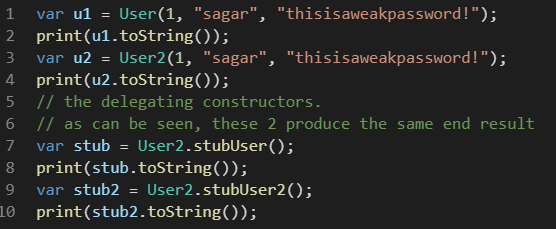 1 var u1 = User(1, "sagar", "thisisaweakpassword!");
2 print(u1.toString());
3 var u2 = User2(1, "sagar", "thisisaweakpassword!");
4 print(u2.toString());
5 // the delegating constructors.
6 // as can be seen, these 2 produce the same end result
7 var stub = User2.stubUser();
8 print(stub.toString());
9 var stub2 = User2.stubUser2();
10 print(stub2.toString());